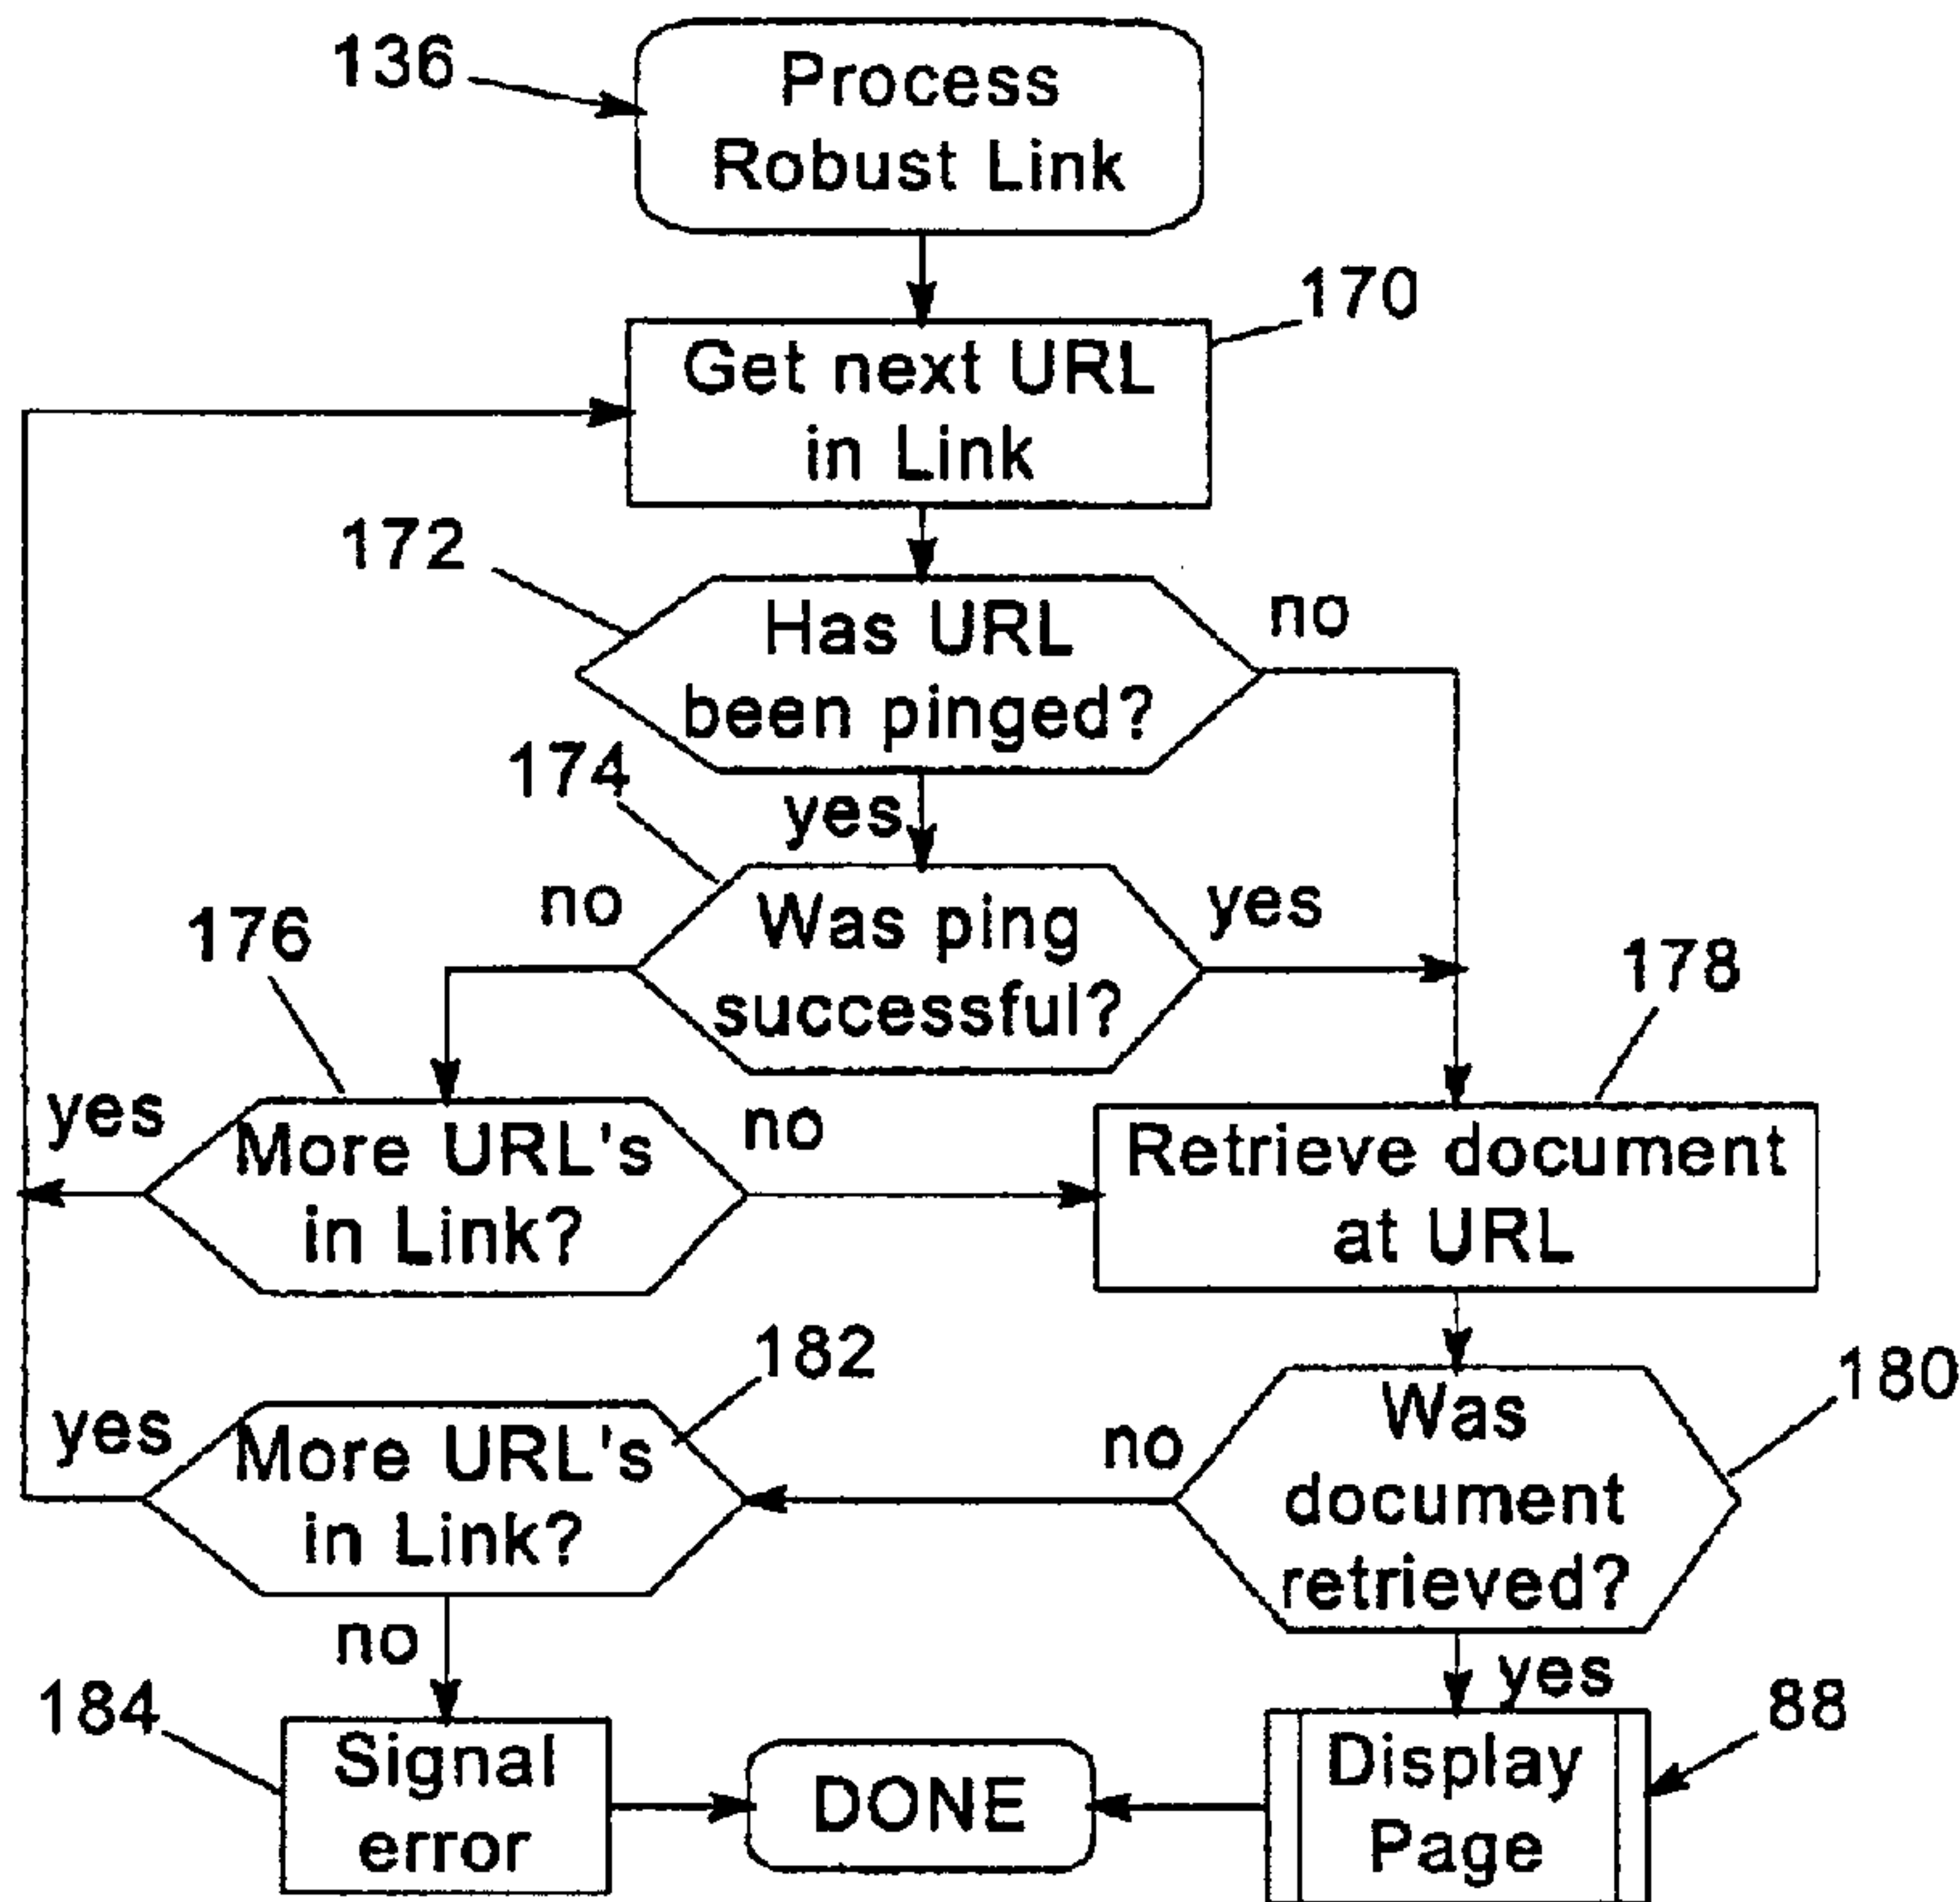 136
Process
Robust Link
170
Get next URL
in Link
172
Has URL
been pinged?
no
yes
174
Was ping
successful?
no
yes
176
More URL's
in Link?
yes
no
178
Retrieve document
at URL
180
Was
document
retrieved?
no
yes
182
More URL's
in Link?
yes
no
184
Signal
error
DONE
88
Display
Page